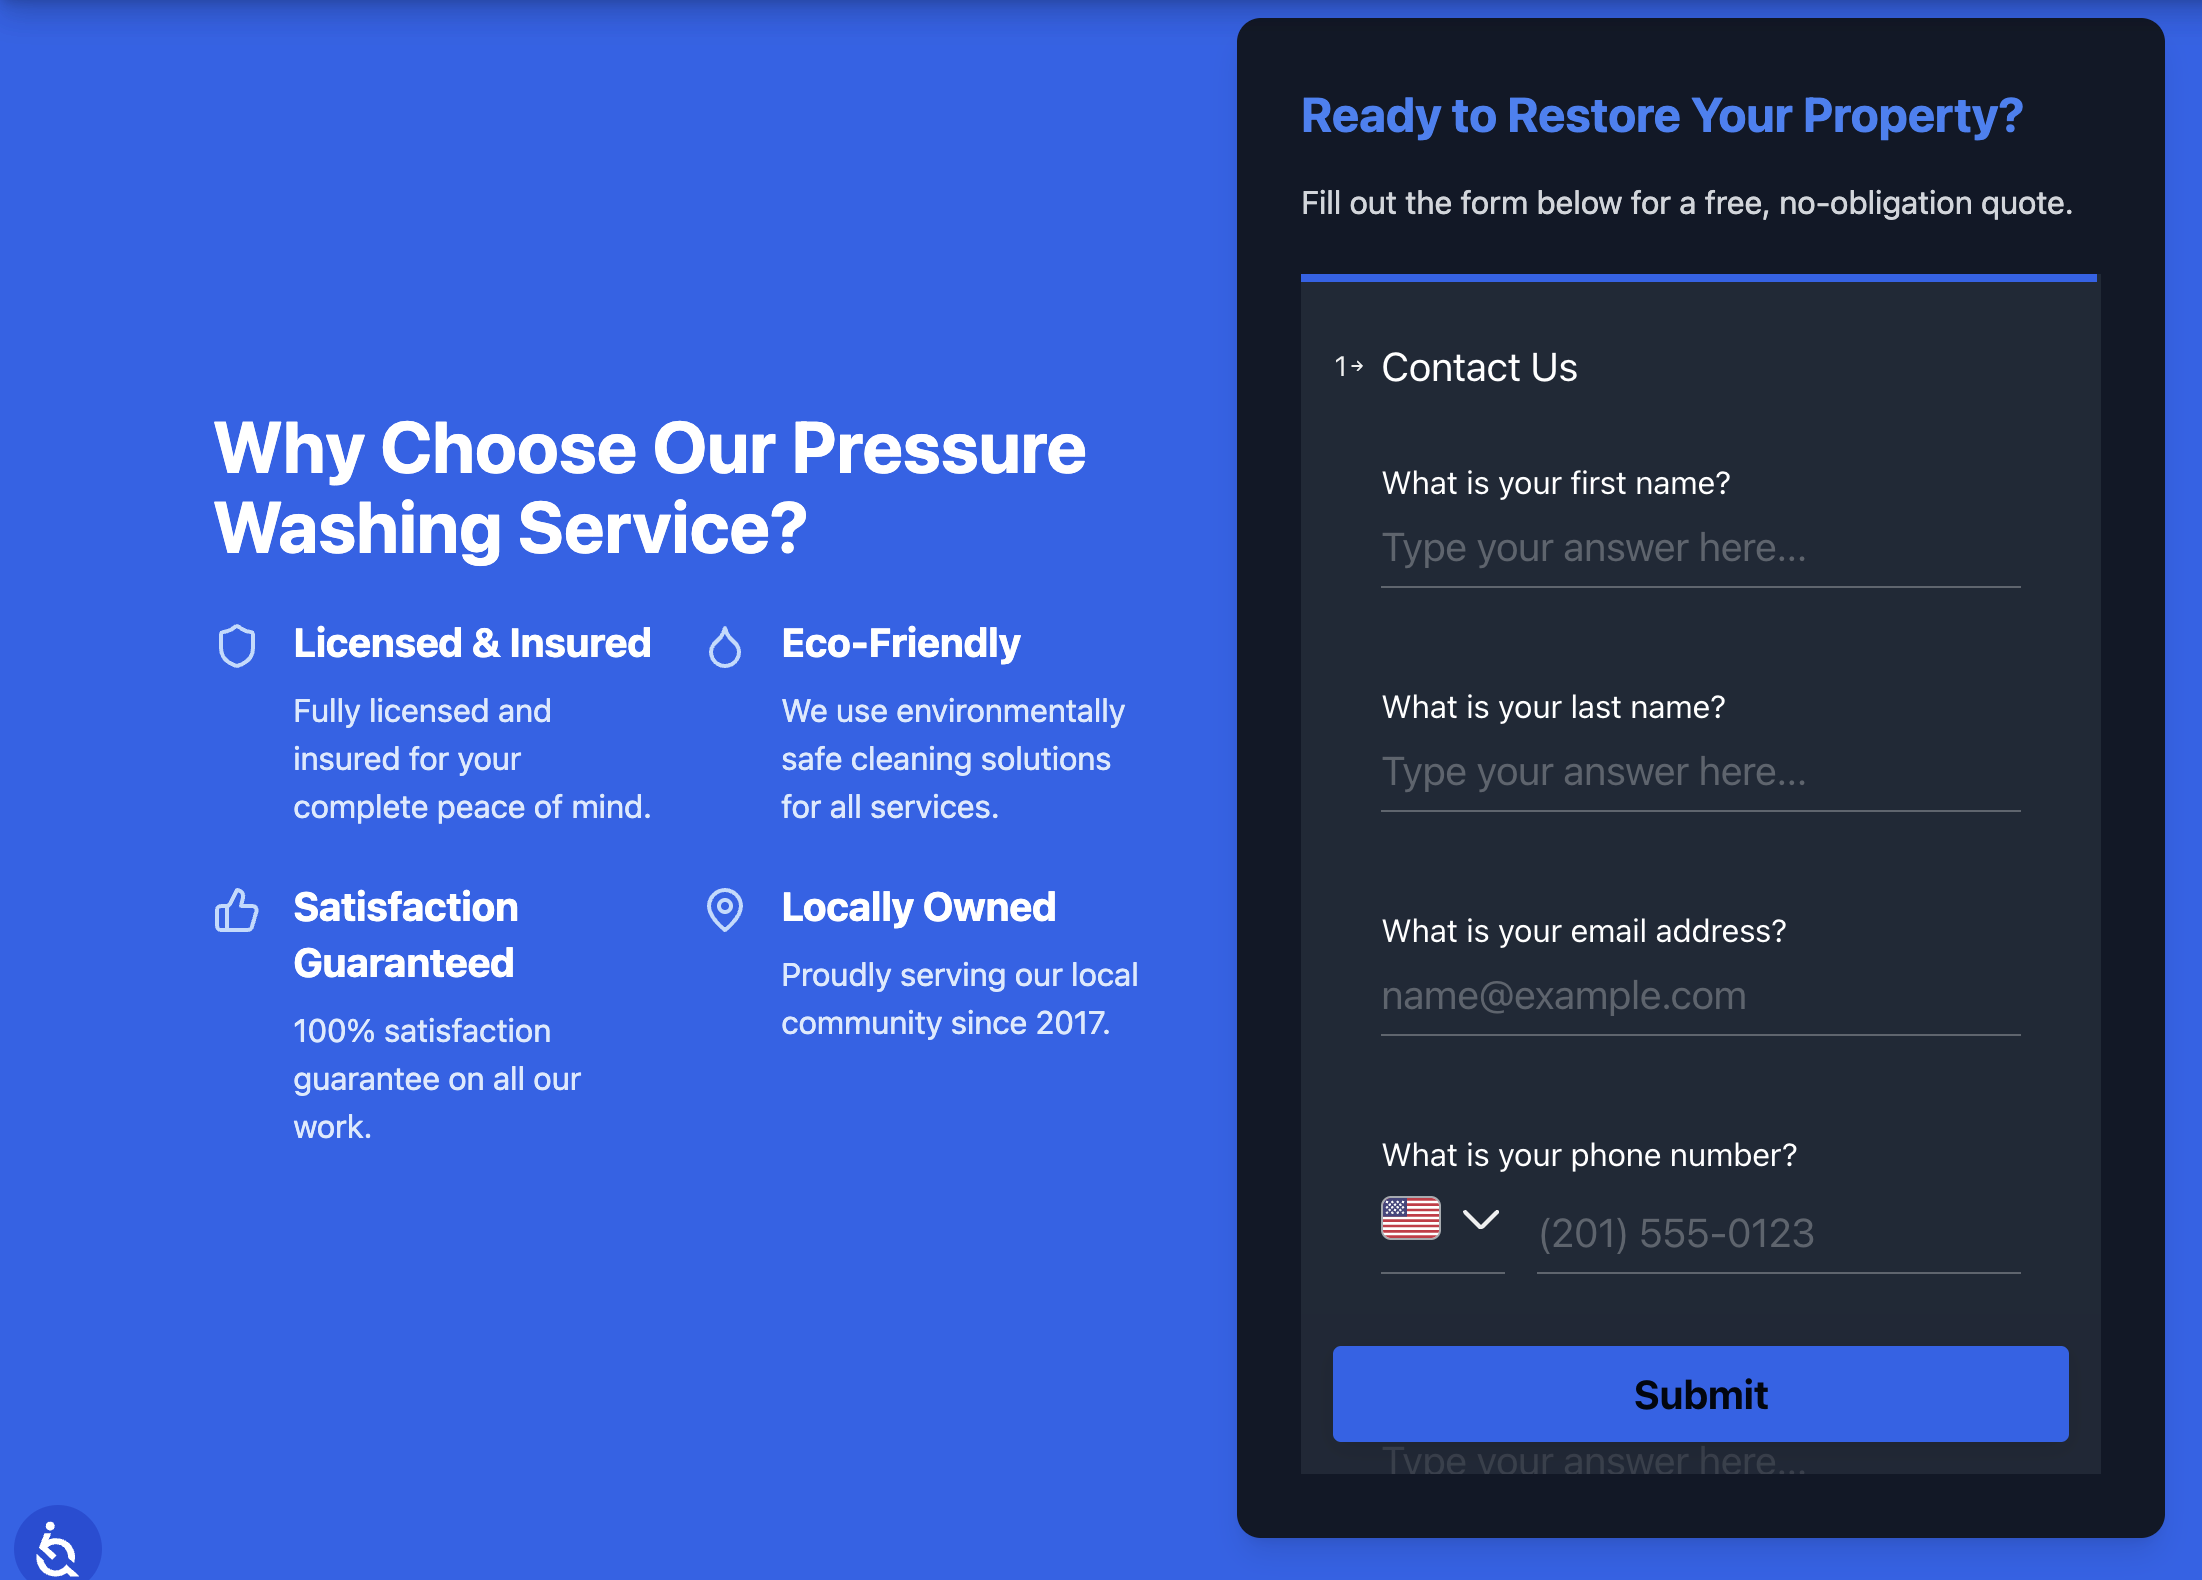 Why Choose Our Pressure
Washing Service?
Licensed & Insured
Fully licensed and
insured for your
complete peace of mind.
Eco-Friendly
We use environmentally
safe cleaning solutions
for all services.
Satisfaction
Guaranteed
100% satisfaction
guarantee on all our
work.
Locally Owned
Proudly serving our local
community since 2017.
Ready to Restore Your Property?
Fill out the form below for a free, no-obligation quote.
1→ Contact Us
What is your first name?
Type your answer here...
What is your last name?
Type your answer here...
What is your email address?
name@example.com
What is your phone number?
(201) 555-0123
Submit
Type your answer here...